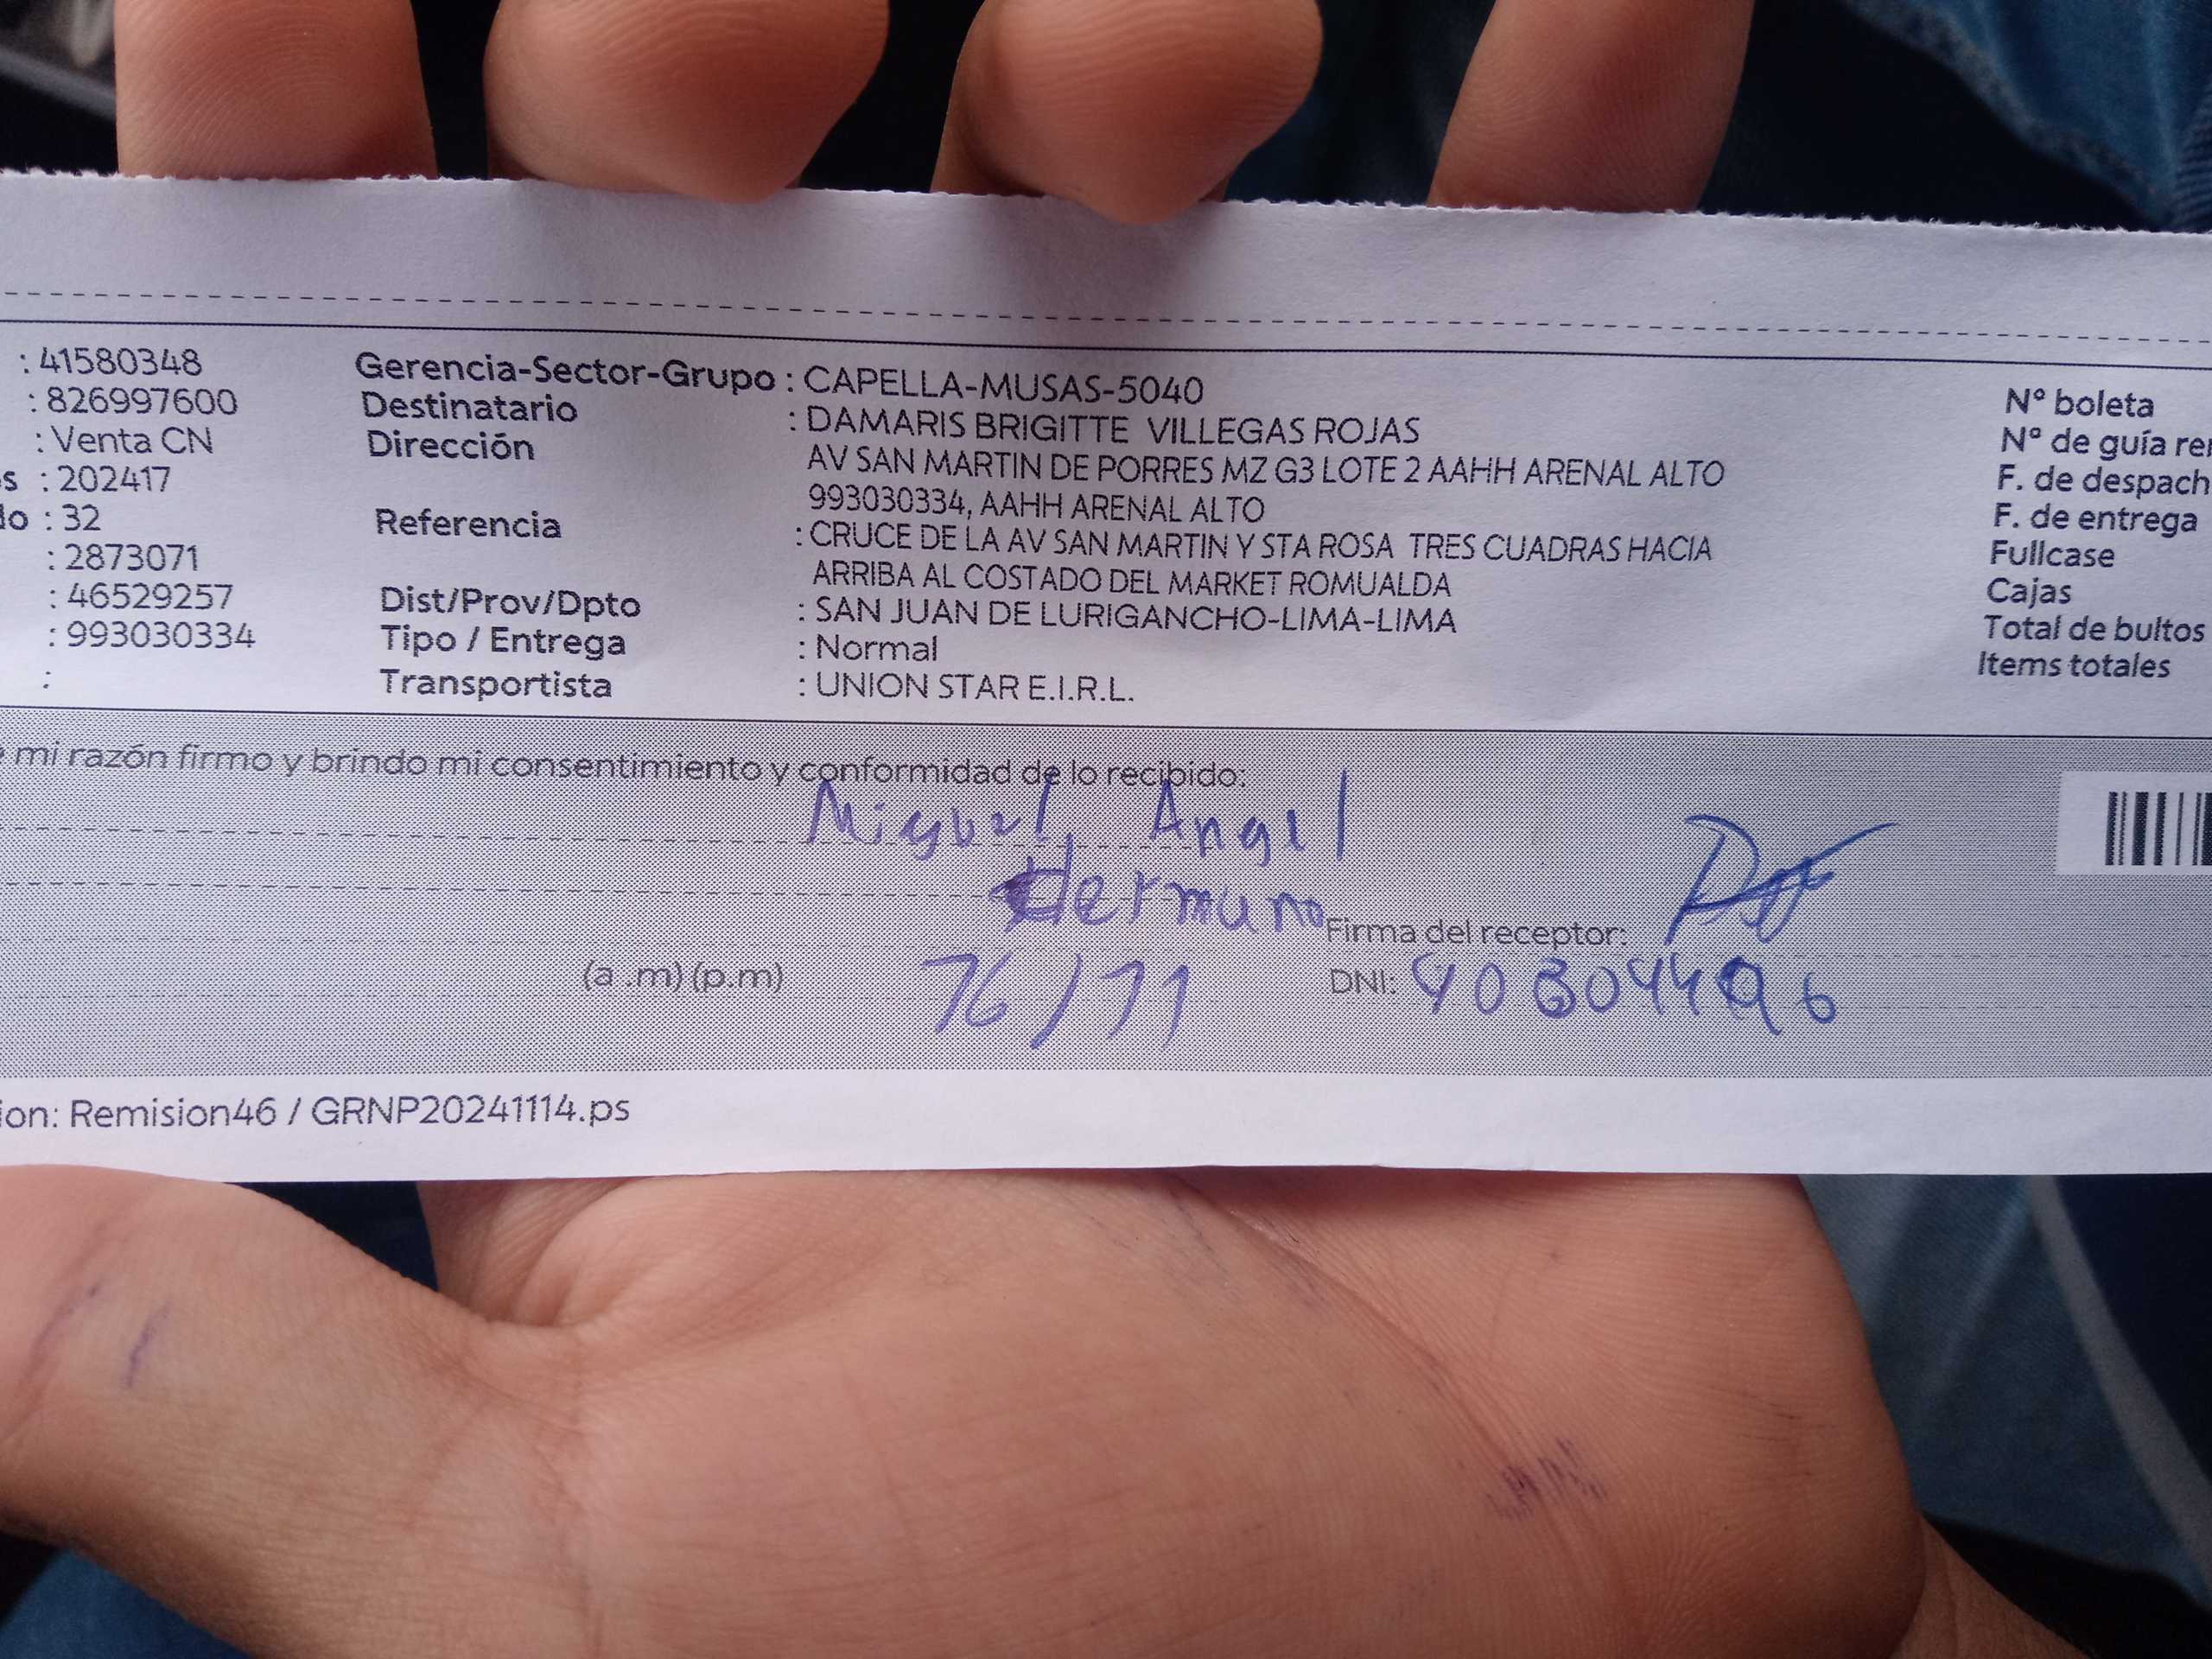 : 41580348 Gerencia-Sector-Grupo : CAPELLA-MUSAS-5040 N° boleta
: 826997600 Destinatario : DAMARIS BRIGITTE VILLEGAS ROJAS N° de guía rer
: Venta CN Dirección AV SAN MARTIN DE PORRES MZ G3 LOTE 2 AAHH ARENAL ALTO F. de despach
s : 202417 993030334, AAHH ARENAL ALTO F. de entrega
do : 32 Referencia : CRUCE DE LA AV SAN MARTIN Y STA ROSA TRES CUADRAS HACIA Fullcase
: 2873071 ARRIBA AL COSTADO DEL MARKET ROMUALDA Cajas
: 46529257 Dist/Prov/Dpto : SAN JUAN DE LURIGANCHO-LIMA-LIMA Total de bultos
: 993030334 Tipo / Entrega : Normal Items totales
: Transportista : UNION STAR E.I.R.L.
e mi razón firmo y brindo mi consentimiento y conformidad de lo recibido:
Miguel Angel
Hermuno Firma del receptor:
(a .m) (p.m) 16/11 DNI:
ion: Remision46 / GRNP20241114.ps